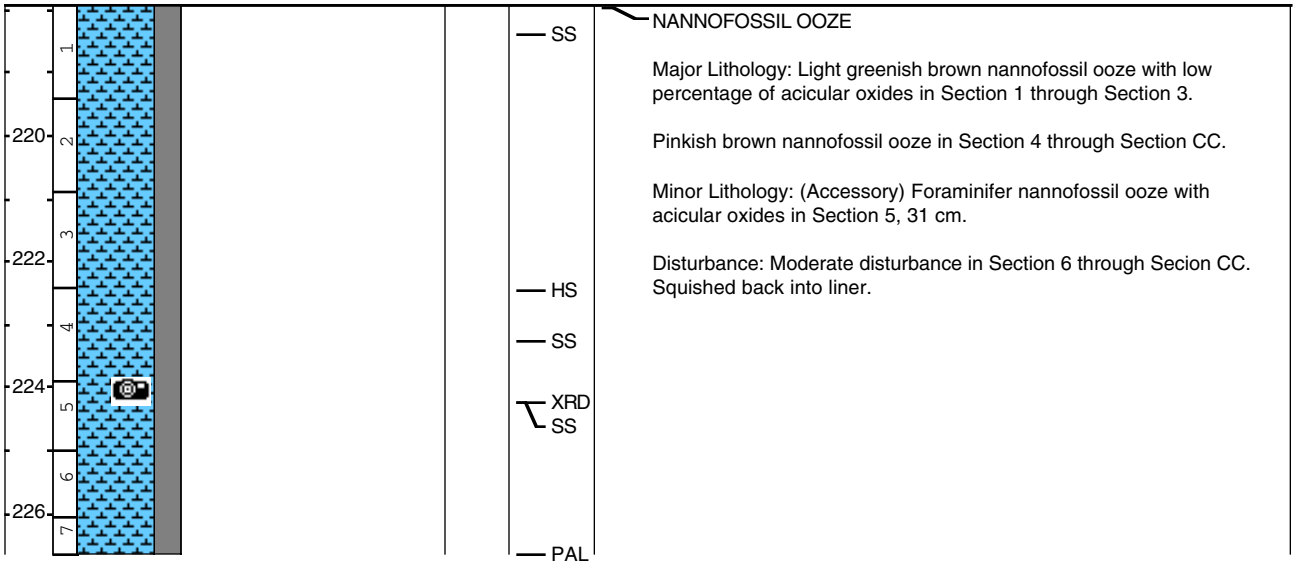 NANNOFOSSIL OOZE
SS
1
Major Lithology: Light greenish brown nannofossil ooze with low
percentage of acicular oxides in Section 1 through Section 3.
220
2
Pinkish brown nannofossil ooze in Section 4 through Section CC.
Minor Lithology: (Accessory) Foraminifer nannofossil ooze with
acicular oxides in Section 5, 31 cm.
3
222
Disturbance: Moderate disturbance in Section 6 through Secion CC.
Squished back into liner.
HS
4
SS
224
XRD
5
SS
6
226
7
PAL